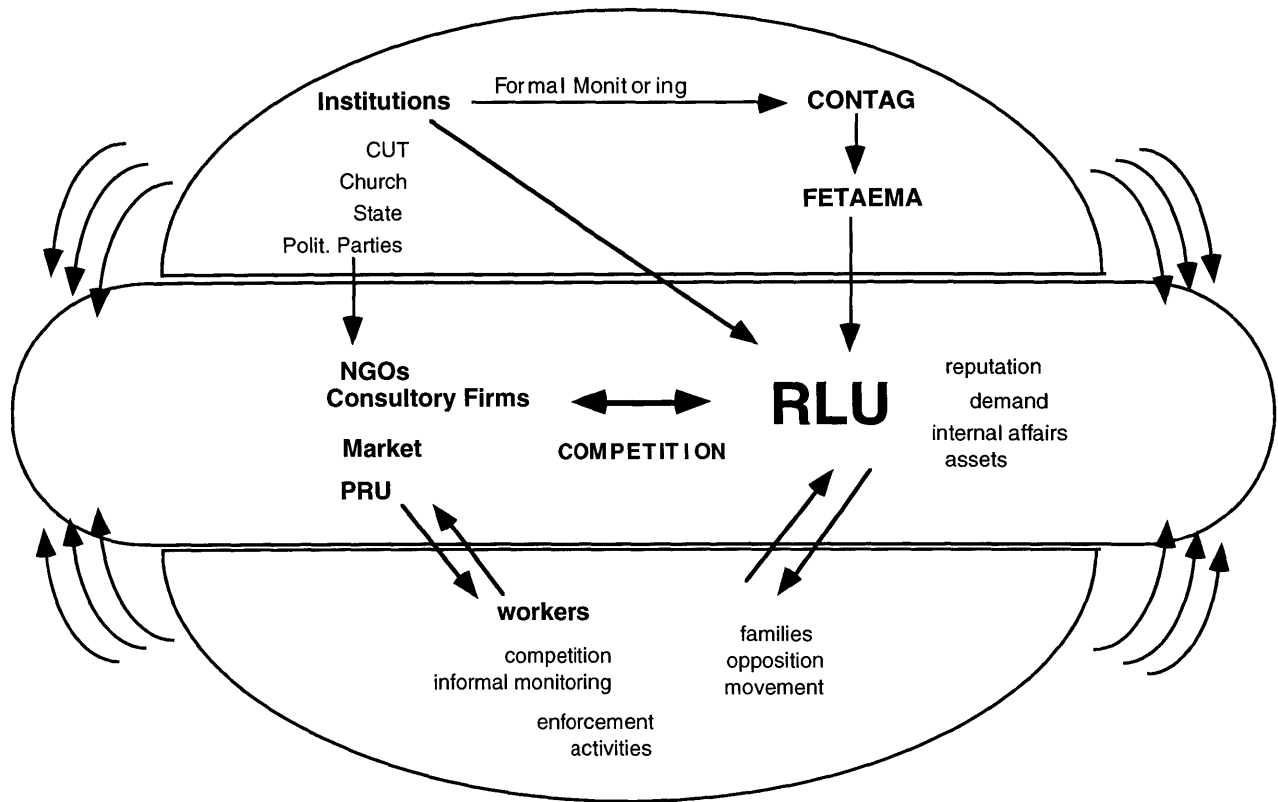 Formal Monitoring
Institutions
CONTAG
CUT
Church
State
Polit. Parties
FETAEMA
NGOs
Consultory Firms
Market
PRU
COMPETITION
RLU
reputation
demand
internal affairs
assets
workers
competition
informal monitoring
enforcement
activities
families
opposition
movement